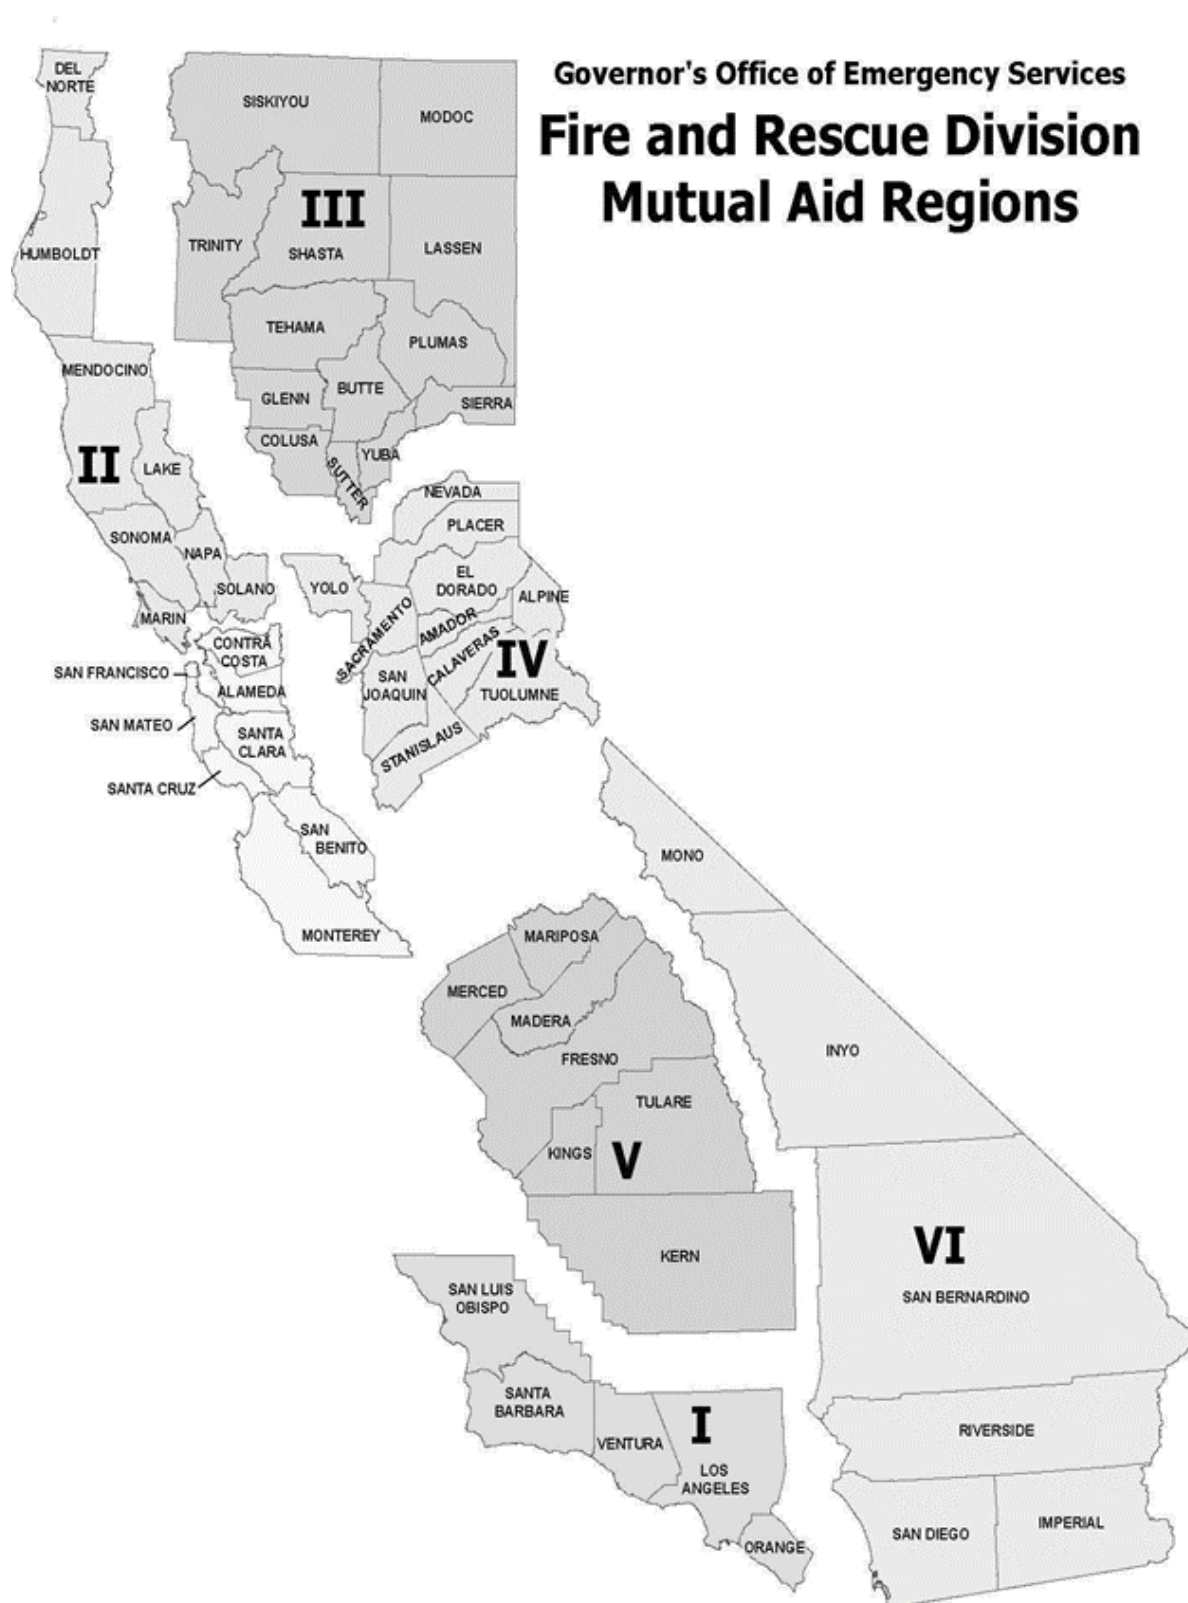 Governor's Office of Emergency Services
Fire and Rescue Division
Mutual Aid Regions
DEL
NORTE
HUMBOLDT
MENDOCINO
II
LAKE
SONOMA
NAPA
SOLANO
MARIN
CONTRA
COSTA
SAN FRANCISCO
ALAMEDA
SAN MATEO
SANTA
CLARA
SANTA CRUZ
SAN
BENITO
MONTEREY
SISKIYOU
MODOC
III
TRINITY
SHASTA
LASSEN
TEHAMA
PLUMAS
GLENN
BUTTE
SIERRA
COLUSA
SUTTER
YUBA
NEVADA
PLACER
YOLO
EL
DORADO
ALPINE
SACRAMENTO
AMADOR
CALAVERAS
IV
SAN
JOAQUIN
TUOLUMNE
STANISLAUS
MONO
INYO
VI
SAN BERNARDINO
RIVERSIDE
SAN DIEGO
IMPERIAL
MARIPOSA
MERCED
MADERA
FRESNO
TULARE
KINGS
V
KERN
SAN LUIS
OBISPO
SANTA
BARBARA
VENTURA
I
LOS
ANGELES
ORANGE